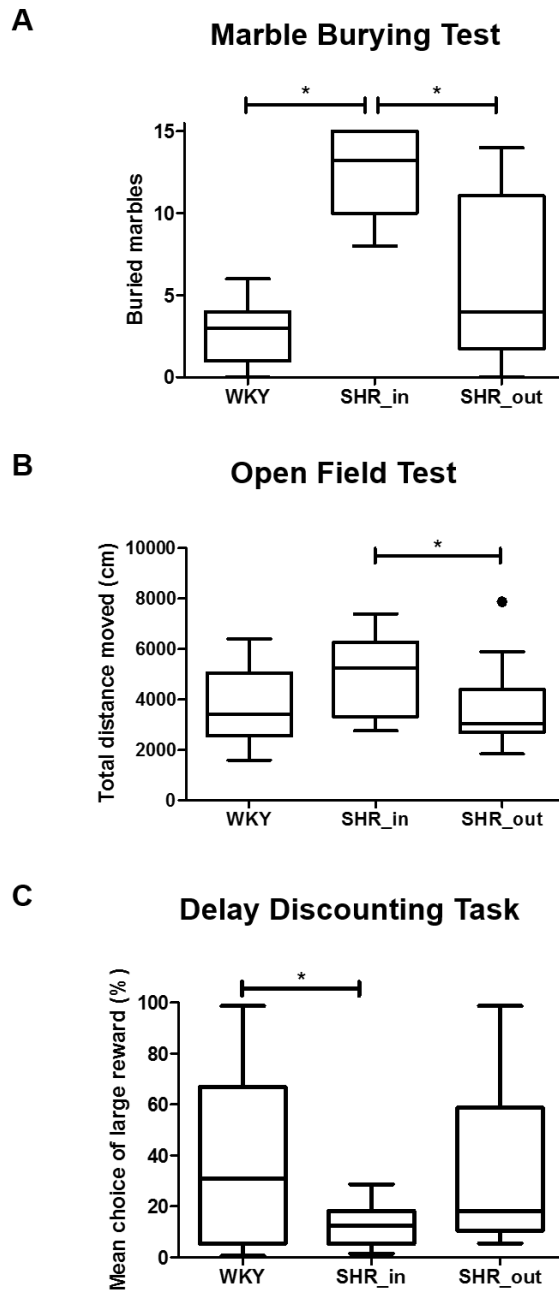 A
Marble Burying Test
*
*
Buried marbles
15
10
5
0
WKY
SHR_in
SHR_out
B
Open Field Test
*
Total distance moved (cm)
10000
8000
6000
4000
2000
0
WKY
SHR_in
SHR_out
C
Delay Discounting Task
*
Mean choice of large reward (%)
100
80
60
40
20
0
WKY
SHR_in
SHR_out